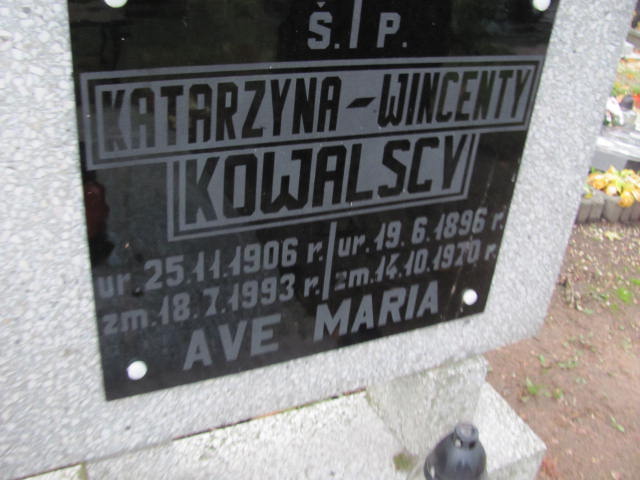 Ś. P.
KATARZYNA - WINCENTY
KOWALSCY
ur. 25.11.1906 r. ur. 19.6.1896 r.
zm. 18.7.1993 r. zm. 14.10.1970 r.
AVE MARIA